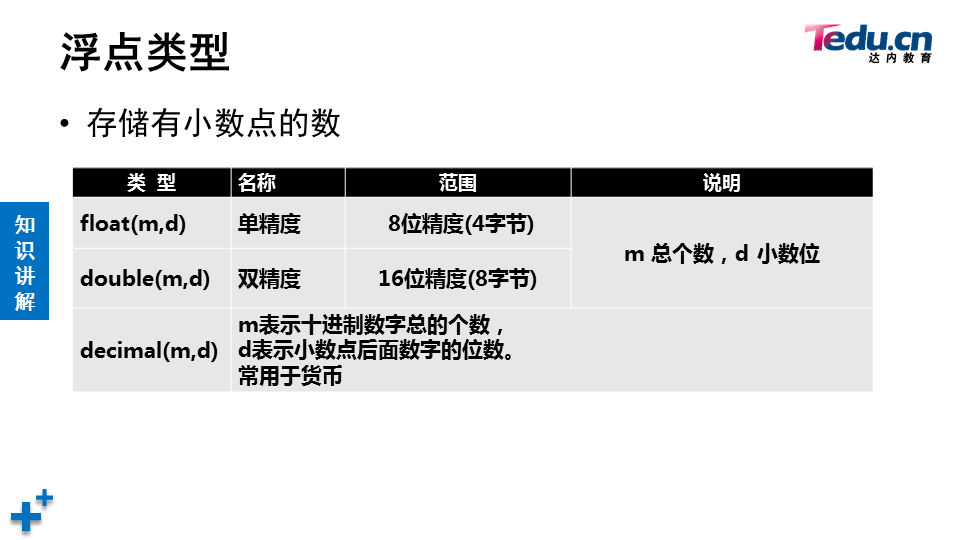 浮点类型
Tedu.cn
达内教育
• 存储有小数点的数
类 型 名称 范围 说明
float(m,d) 单精度 8位精度(4字节)
m 总个数，d 小数位
double(m,d) 双精度 16位精度(8字节)
decimal(m,d)
m表示十进制数字总的个数，
d表示小数点后面数字的位数。
常用于货币
知
识
讲
解